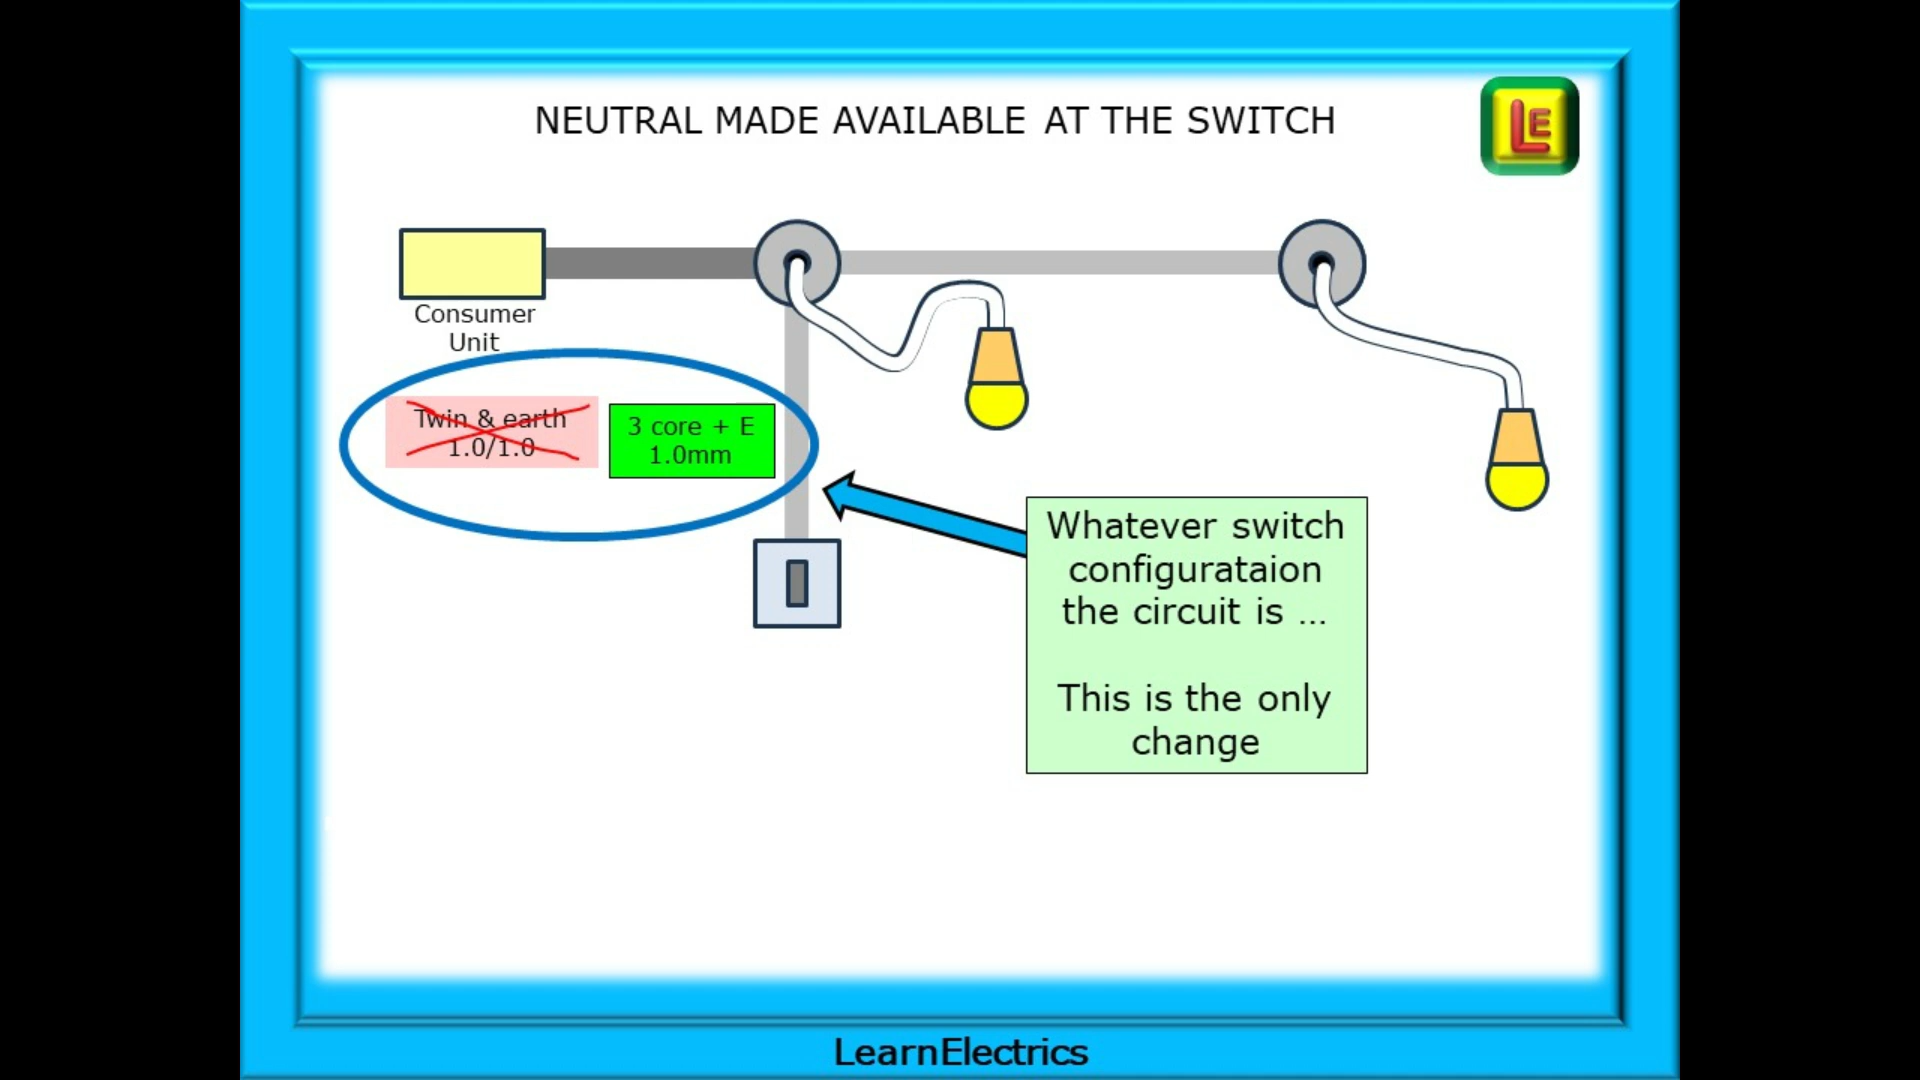 NEUTRAL MADE AVAILABLE AT THE SWITCH
LE
Consumer
Unit
Twin & earth
1.0/1.0
3 core + E
1.0mm
Whatever switch
configurataion
the circuit is ...
This is the only
change
LearnElectrics